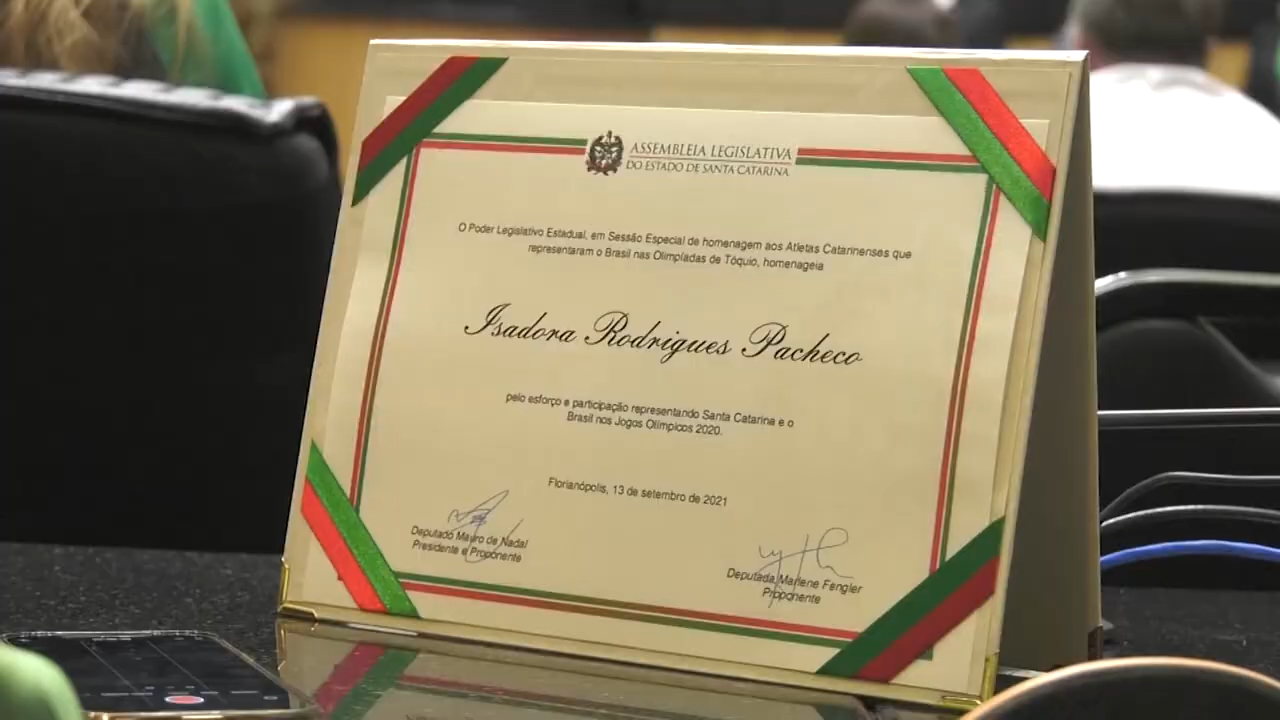 ASSEMBLEIA LEGISLATIVA
DO ESTADO DE SANTA CATARINA
O Poder Legislativo Estadual, em Sessão Especial de homenagem aos Atletas Catarinenses que
representaram o Brasil nas Olimpíadas de Tóquio, homenageia
Isadora Rodrigues Pacheco
pelo esforço e participação representando Santa Catarina e o
Brasil nos Jogos Olímpicos 2020.
Florianópolis, 13 de setembro de 2021
Deputado Mauro de Nadal
Presidente e Proponente
Deputada Marlene Fengler
Proponente